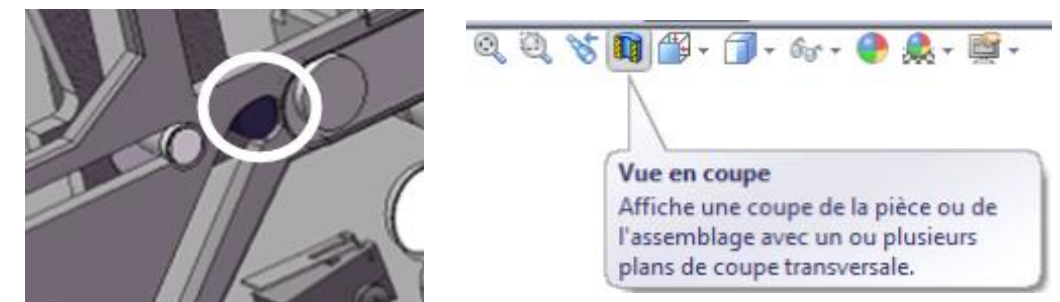 Vue en coupe
Affiche une coupe de la pièce ou de
l'assemblage avec un ou plusieurs
plans de coupe transversale.